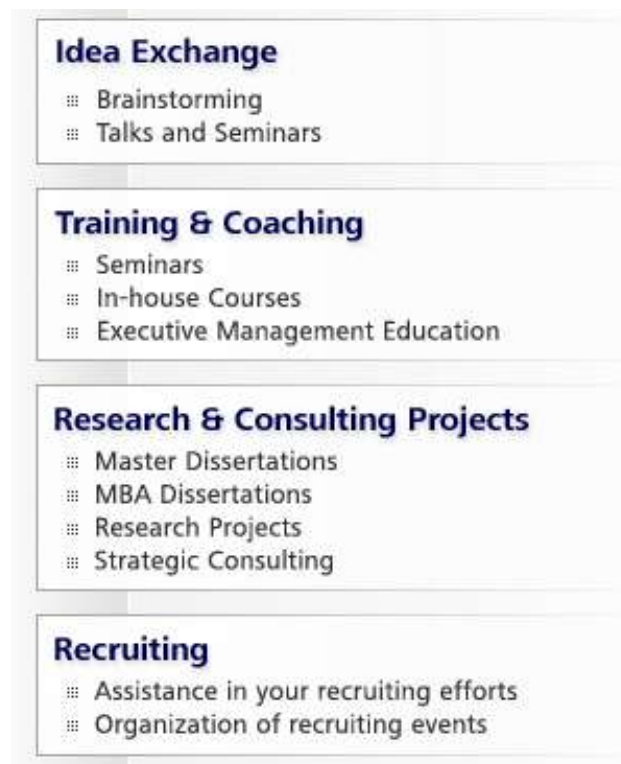 Idea Exchange
Brainstorming
Talks and Seminars
Training & Coaching
Seminars
In-house Courses
Executive Management Education
Research & Consulting Projects
Master Dissertations
MBA Dissertations
Research Projects
Strategic Consulting
Recruiting
Assistance in your recruiting efforts
Organization of recruiting events